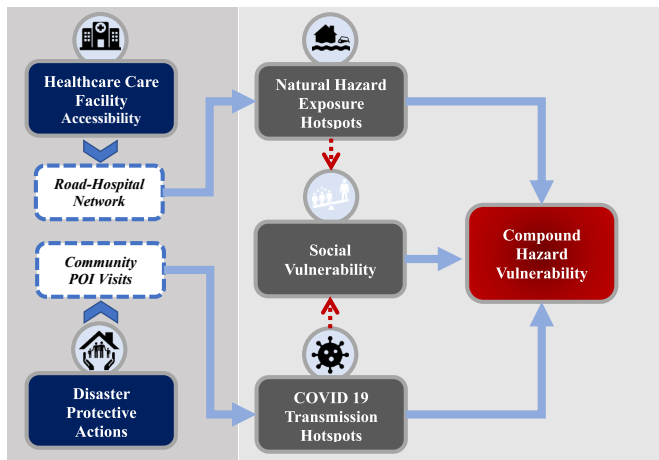 Healthcare Care
Facility
Accessibility
Road-Hospital
Network
Community
POI Visits
Disaster
Protective
Actions
Natural Hazard
Exposure
Hotspots
Social
Vulnerability
COVID 19
Transmission
Hotspots
Compound
Hazard
Vulnerability